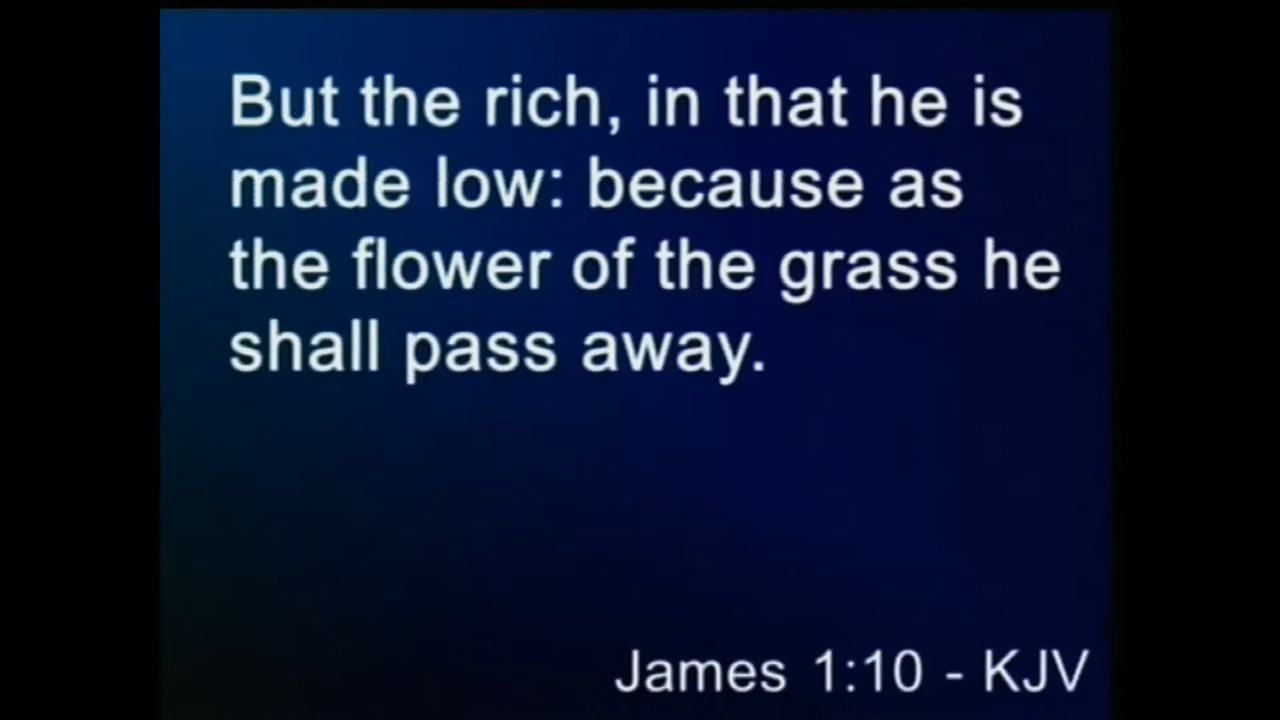 But the rich, in that he is
made low: because as
the flower of the grass he
shall pass away.
James 1:10 - KJV